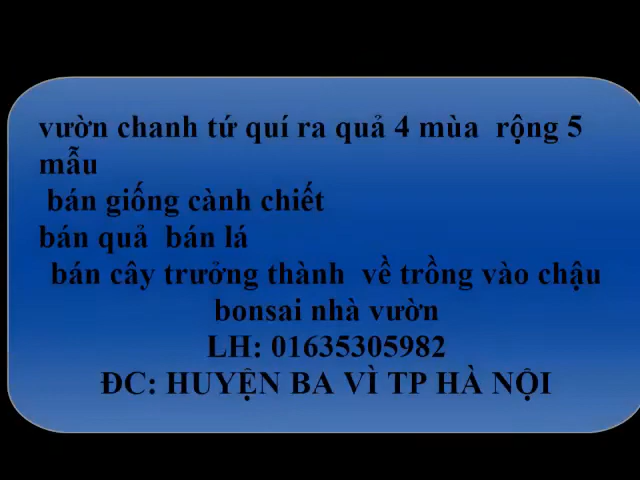 vườn chanh tứ quí ra quả 4 mùa rộng 5
mẫu
bán giống cành chiết
bán quả bán lá
bán cây trưởng thành về trồng vào chậu
bonsai nhà vườn
LH: 01635305982
ĐC: HUYỆN BA VÌ TP HÀ NỘI